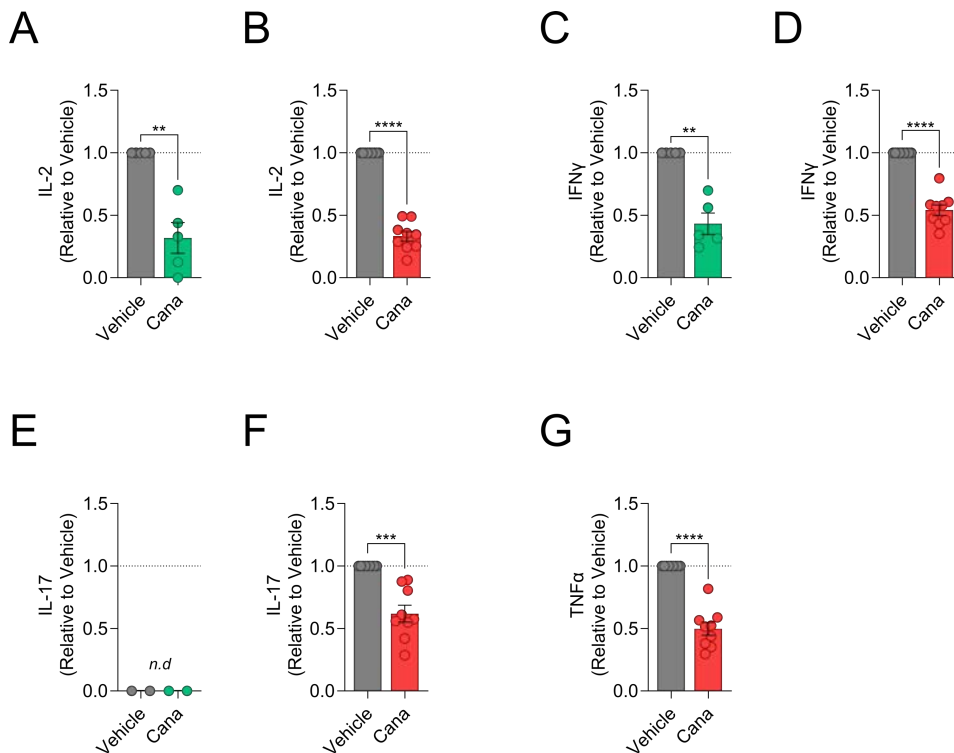 A
B
C
D
IL-2
(Relative to Vehicle)
1.5
1.0
0.5
0.0
**
Vehicle
Cana
IL-2
(Relative to Vehicle)
1.5
1.0
0.5
0.0
****
Vehicle
Cana
IFNγ
(Relative to Vehicle)
1.5
1.0
0.5
0.0
**
Vehicle
Cana
IFNγ
(Relative to Vehicle)
1.5
1.0
0.5
0.0
****
Vehicle
Cana
E
F
G
IL-17
(Relative to Vehicle)
1.5
1.0
0.5
0.0
n.d
Vehicle
Cana
IL-17
(Relative to Vehicle)
1.5
1.0
0.5
0.0
***
Vehicle
Cana
TNFα
(Relative to Vehicle)
1.5
1.0
0.5
0.0
****
Vehicle
Cana